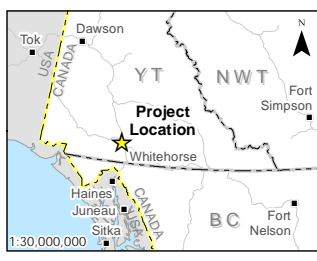 N
Dawson
Tok
USA
CANADA
YT
NWT
Fort
Simpson
Project
Location
Whitehorse
Haines
Juneau
Sitka
CANADA
USA
BC
Fort
Nelson
1:30,000,000